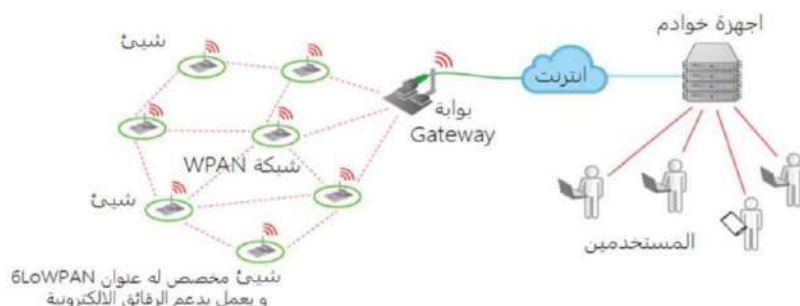 شيئ
اجهزة خوادم
انترنت
بوابة
Gateway
شبكة WPAN
شيئ
المستخدمين
شيئ مخصص له عنوان 6LoWPAN
و يعمل بدعم الرقائق الالكترونية